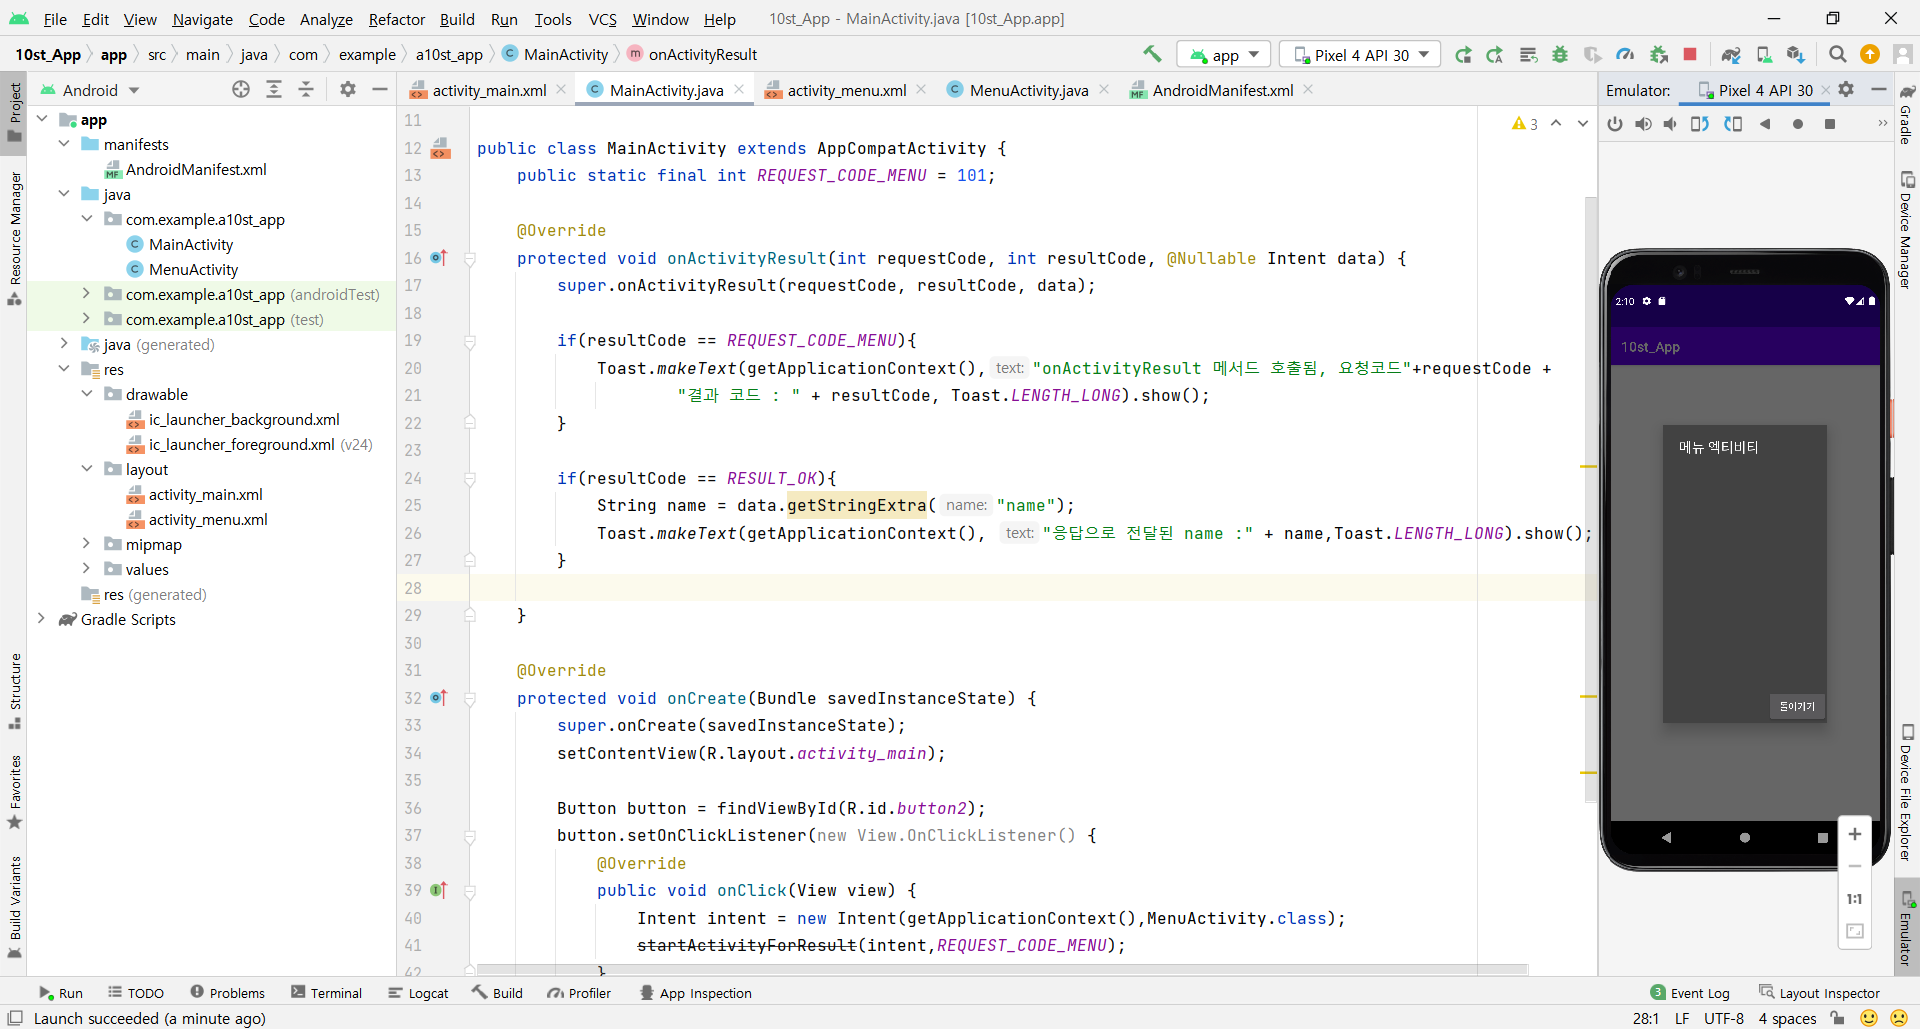 File Edit View Navigate Code Analyze Refactor Build Run Tools VCS Window Help 10st_App - MainActivity.java [10st_App.app]
10st_App app src main java com example a10st_app MainActivity onActivityResult app Pixel 4 API 30
Android activity_main.xml MainActivity.java activity_menu.xml MenuActivity.java AndroidManifest.xml Emulator: Pixel 4 API 30
Project
Resource Manager
Structure
Favorites
Build Variants
app
manifests
AndroidManifest.xml
java
com.example.a10st_app
MainActivity
MenuActivity
com.example.a10st_app (androidTest)
com.example.a10st_app (test)
java (generated)
res
drawable
ic_launcher_background.xml
ic_launcher_foreground.xml (v24)
layout
activity_main.xml
activity_menu.xml
mipmap
values
res (generated)
Gradle Scripts
3
11
12 public class MainActivity extends AppCompatActivity {
13 public static final int REQUEST_CODE_MENU = 101;
14
15 @Override
16 protected void onActivityResult(int requestCode, int resultCode, @Nullable Intent data) {
17 super.onActivityResult(requestCode, resultCode, data);
18
19 if(resultCode == REQUEST_CODE_MENU){
20 Toast.makeText(getApplicationContext(), text: "onActivityResult 메서드 호출됨, 요청코드"+requestCode +
21 "결과 코드 : " + resultCode, Toast.LENGTH_LONG).show();
22 }
23
24 if(resultCode == RESULT_OK){
25 String name = data.getStringExtra( name: "name");
26 Toast.makeText(getApplicationContext(), text: "응답으로 전달된 name :" + name,Toast.LENGTH_LONG).show();
27 }
28
29 }
30
31 @Override
32 protected void onCreate(Bundle savedInstanceState) {
33 super.onCreate(savedInstanceState);
34 setContentView(R.layout.activity_main);
35
36 Button button = findViewById(R.id.button2);
37 button.setOnClickListener(new View.OnClickListener() {
38 @Override
39 public void onClick(View view) {
40 Intent intent = new Intent(getApplicationContext(),MenuActivity.class);
41 startActivityForResult(intent,REQUEST_CODE_MENU);
42 }
2:10
10st_App
메뉴 엑티비티
돌아가기
1:1
Gradle
Device Manager
Device File Explorer
Emulator
Run TODO Problems Terminal Logcat Build Profiler App Inspection 3 Event Log Layout Inspector
Launch succeeded (a minute ago) 28:1 LF UTF-8 4 spaces